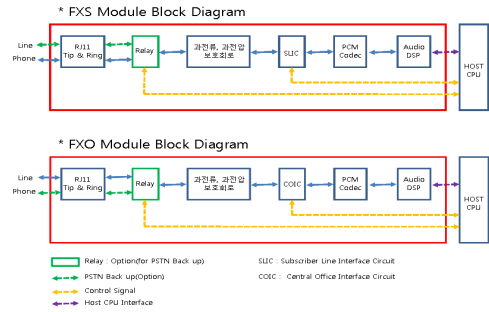 * FXS Module Block Diagram
Line
Phone
RJ11
Tip & Ring
Relay
과전류, 과전압
보호회로
SLIC
PCM
Codec
Audio
DSP
HOST
CPU
* FXO Module Block Diagram
Line
Phone
RJ11
Tip & Ring
Relay
과전류, 과전압
보호회로
COIC
PCM
Codec
Audio
DSP
HOST
CPU
Relay : Option(for PSTN Back up)
SLIC : Subscriber Line Interface Circuit
PSTN Back up(Option)
COIC : Central Office Interface Circuit
Control Signal
Host CPU Interface